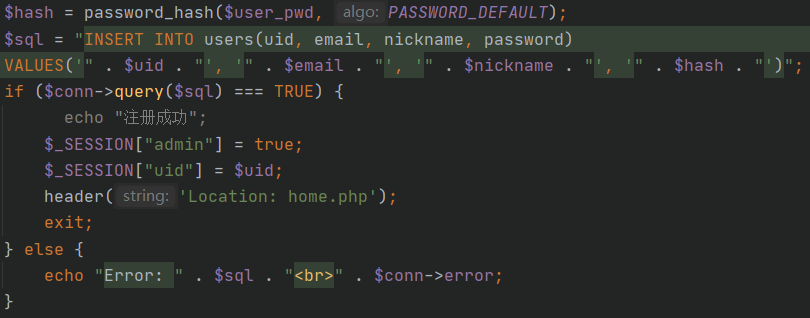 $hash = password_hash($user_pwd, algo: PASSWORD_DEFAULT);
$sql = "INSERT INTO users(uid, email, nickname, password)
VALUES('" . $uid . "', '" . $email . "', '" . $nickname . "', '" . $hash . "')";
if ($conn->query($sql) === TRUE) {
      echo "注册成功";
    $_SESSION["admin"] = true;
    $_SESSION["uid"] = $uid;
    header( string: 'Location: home.php');
    exit;
} else {
    echo "Error: " . $sql . "<br>" . $conn->error;
}